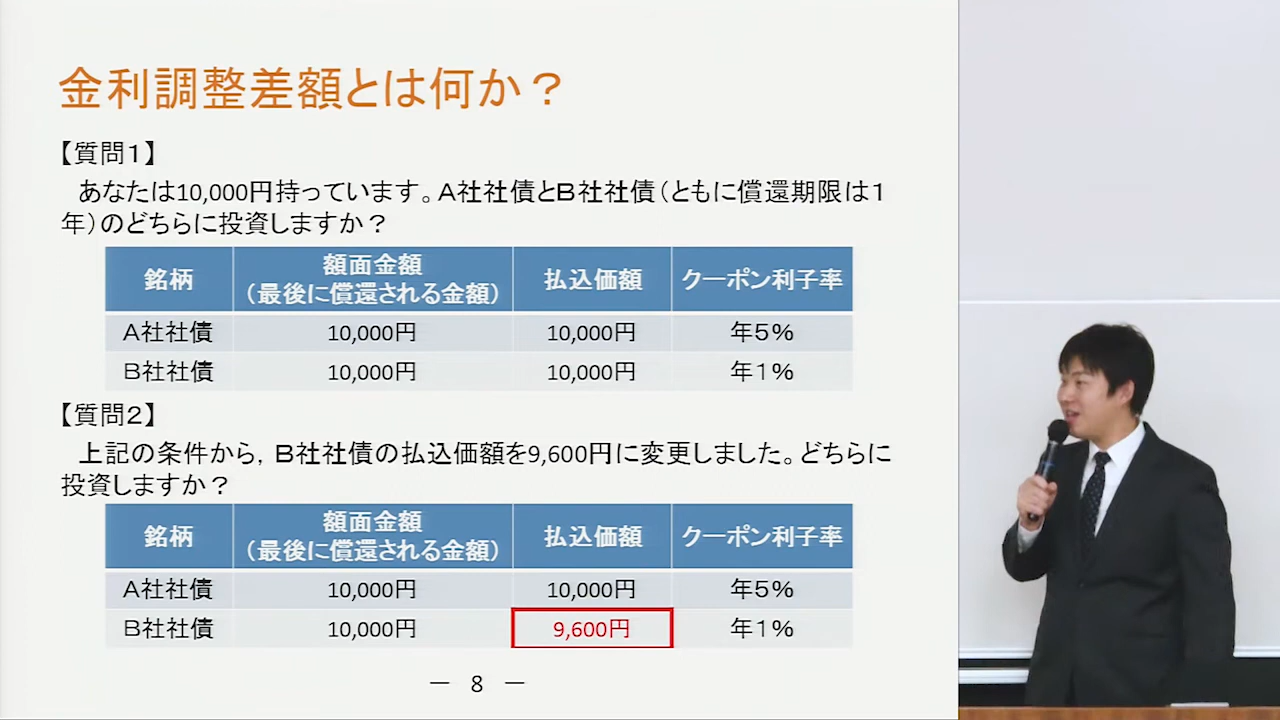 金利調整差額とは何か？
【質問１】
あなたは10,000円持っています。Ａ社社債とＢ社社債（ともに償還期限は１
年）のどちらに投資しますか？
銘柄 額面金額（最後に償還される金額） 払込価額 クーポン利子率
Ａ社社債 10,000円 10,000円 年５％
Ｂ社社債 10,000円 10,000円 年１％
【質問２】
上記の条件から，Ｂ社社債の払込価額を9,600円に変更しました。どちらに
投資しますか？
銘柄 額面金額（最後に償還される金額） 払込価額 クーポン利子率
Ａ社社債 10,000円 10,000円 年５％
Ｂ社社債 10,000円 9,600円 年１％
－ 8 －